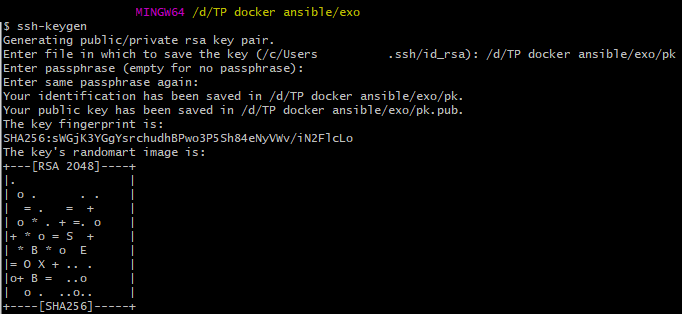 MINGW64 /d/TP docker ansible/exo
$ ssh-keygen
Generating public/private rsa key pair.
Enter file in which to save the key (/c/Users          .ssh/id_rsa): /d/TP docker ansible/exo/pk
Enter passphrase (empty for no passphrase):
Enter same passphrase again:
Your identification has been saved in /d/TP docker ansible/exo/pk.
Your public key has been saved in /d/TP docker ansible/exo/pk.pub.
The key fingerprint is:
SHA256:sWGjK3YGgYsrchudhBPwo3P5Sh84eNyVWv/iN2FlcLo
The key's randomart image is:
+---[RSA 2048]----+
|.                |
| o .      . .    |
|  = .   =  +     |
| o * . + =. o    |
|+ * o = S  +     |
| * B * o  E      |
|= O X + .. .     |
|o+ B =  ..o      |
|  o .  ..o..     |
+----[SHA256]-----+